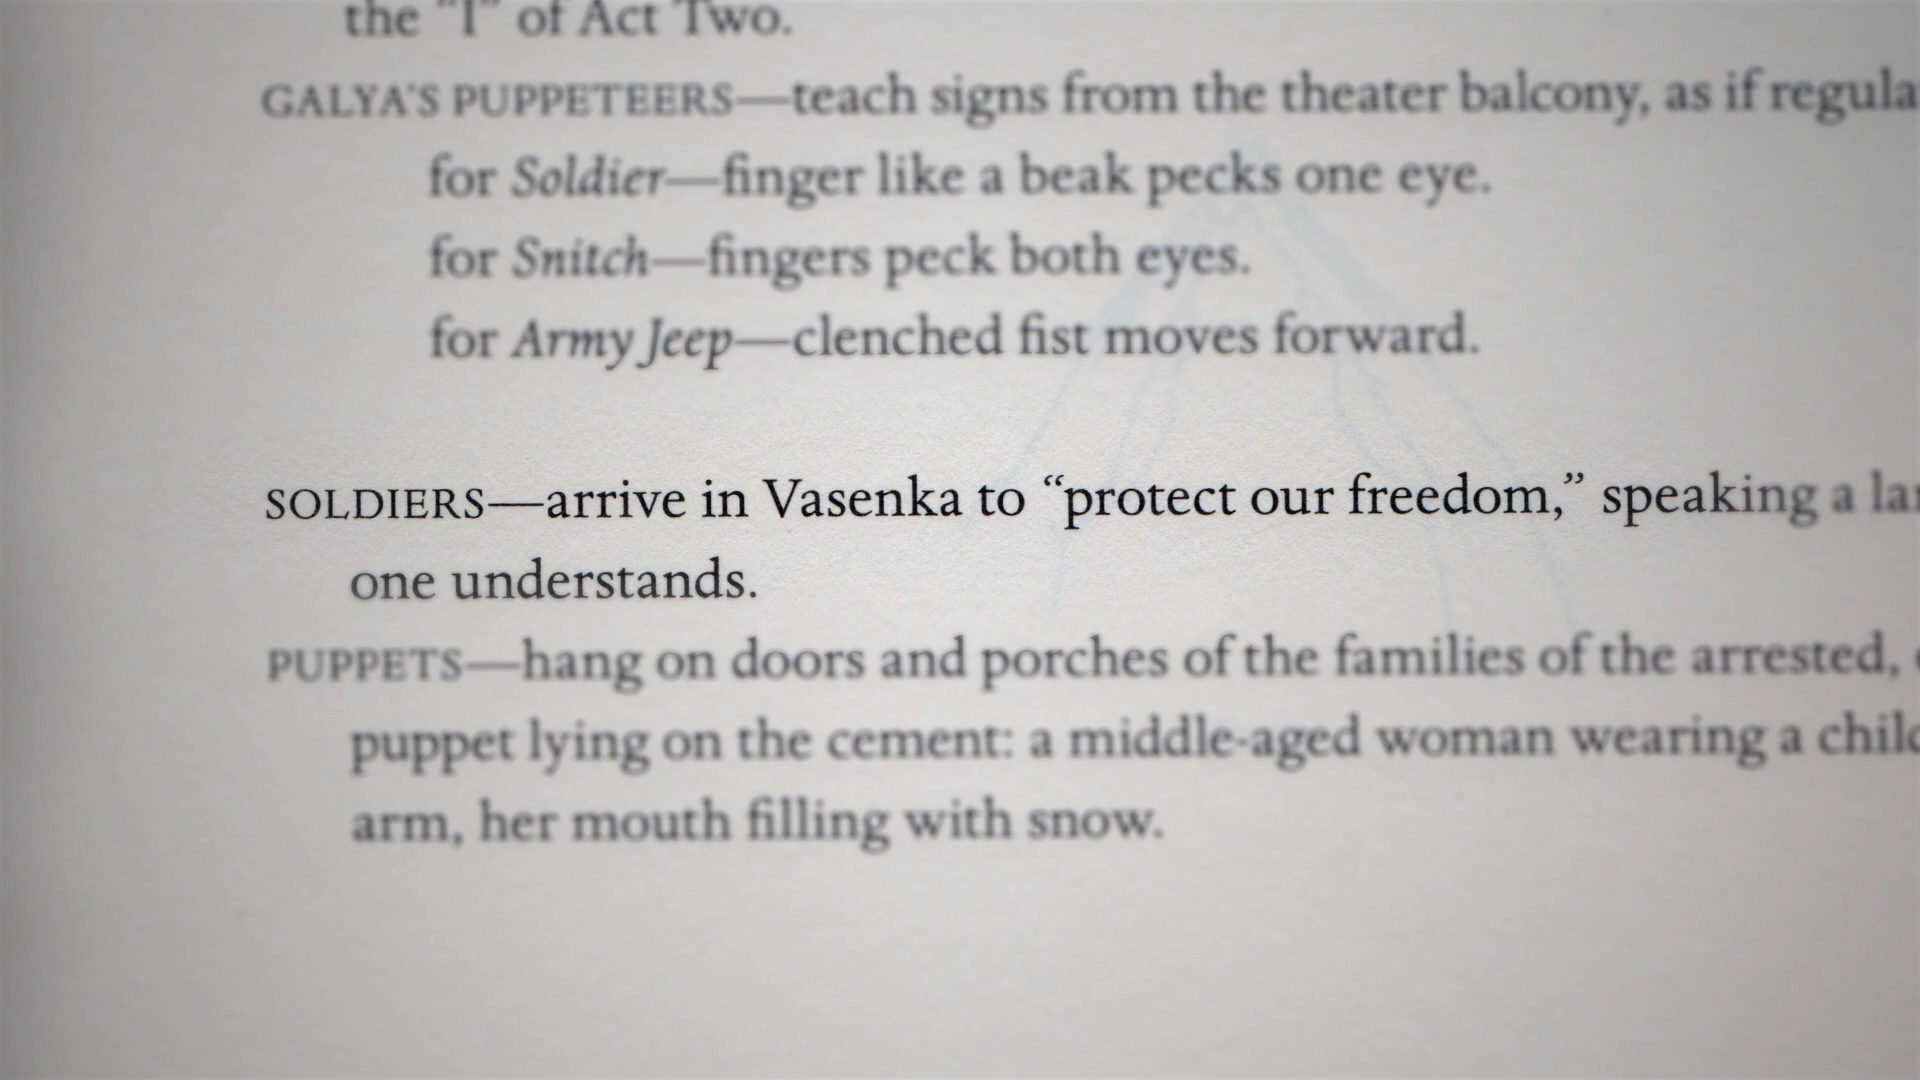 the “I” of Act Two.
GALYA’S PUPPETEERS—teach signs from the theater balcony, as if
for Soldier—finger like a beak pecks one eye.
for Snitch—fingers peck both eyes.
for Army Jeep—clenched fist moves forward.
SOLDIERS—arrive in Vasenka to “protect our freedom,” speaking a
one understands.
PUPPETS—hang on doors and porches of the families of the arrested,
puppet lying on the cement: a middle-aged woman wearing a
arm, her mouth filling with snow.